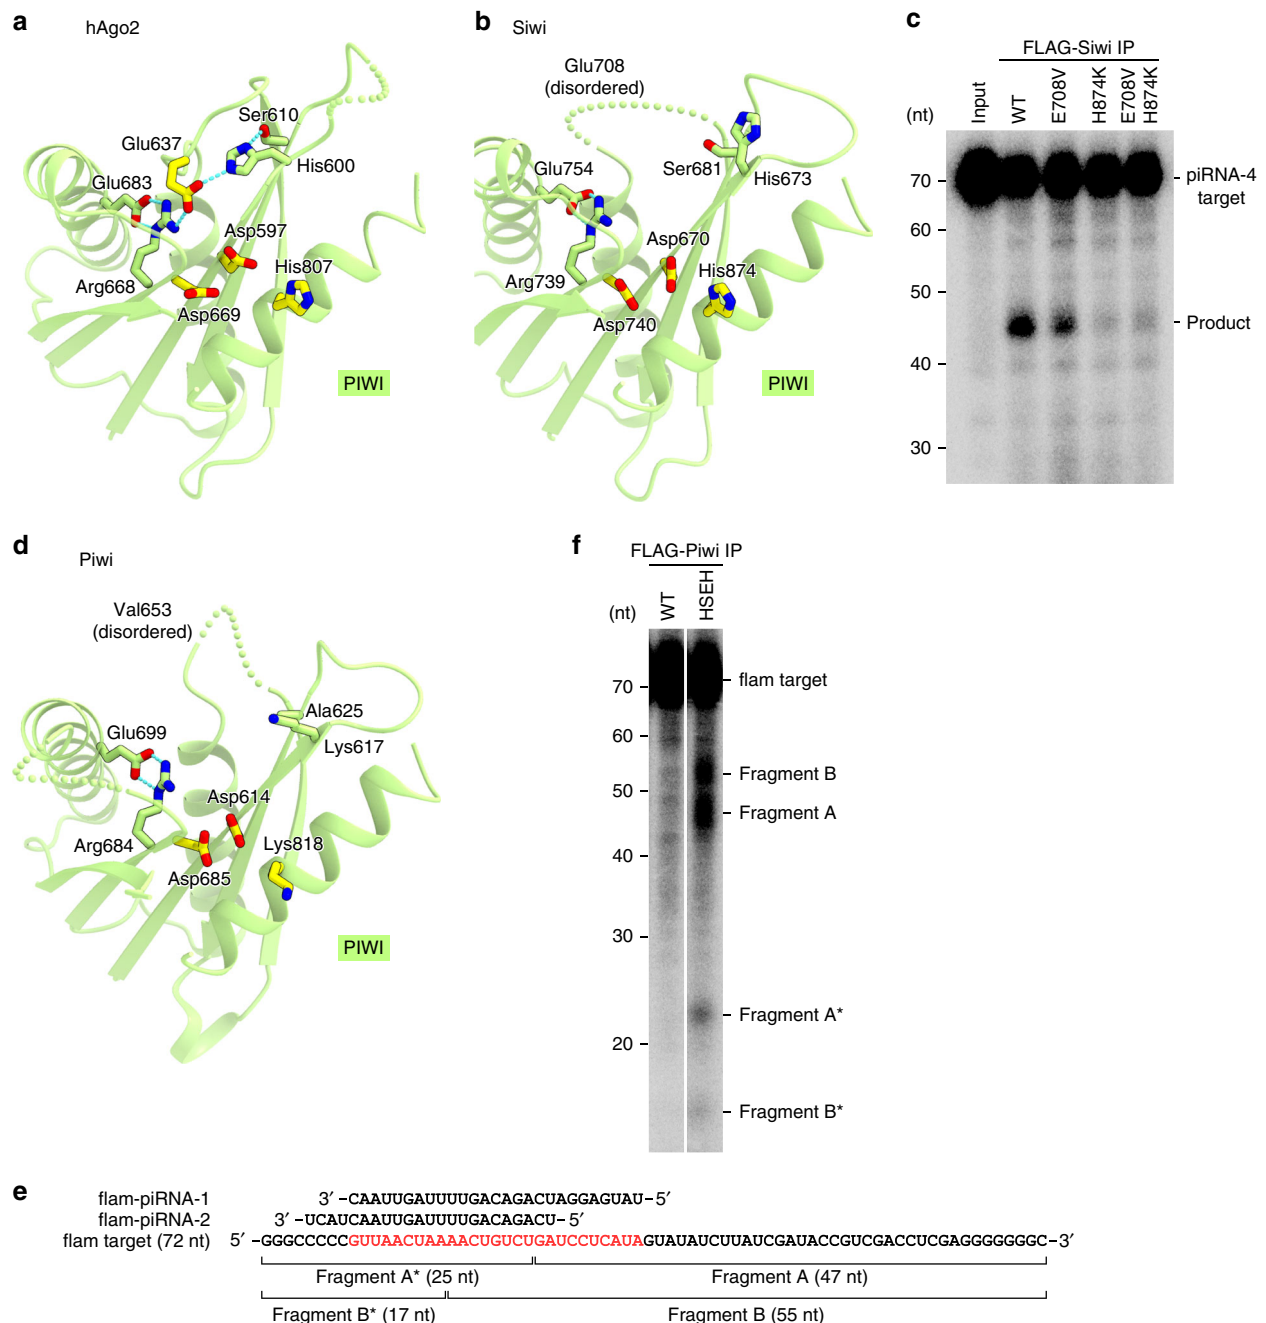 a
hAgo2
Ser610
Glu637
His600
Glu683
Asp597
His807
Arg668
Asp669
PIWI
b
Siwi
Glu708
(disordered)
Glu754
Ser681
His673
Asp670
His874
Arg739
Asp740
PIWI
c
FLAG-Siwi IP
(nt)
Input
WT
E708V
H874K
E708V
H874K
70
60
50
40
30
piRNA-4
target
Product
d
Piwi
Val653
(disordered)
Ala625
Lys617
Glu699
Asp614
Arg684
Lys818
Asp685
PIWI
f
FLAG-Piwi IP
(nt)
WT
HSEH
70
60
50
40
30
20
flam target
Fragment B
Fragment A
Fragment A*
Fragment B*
e
flam-piRNA-1 3′ –CAAUUGAUUUUGACAGACUAGGAGUAU–5′
flam-piRNA-2 3′ –UCAUCAAUUGAUUUUGACAGACU–5′
flam target (72 nt) 5′ –GGGCCCCCGUUAACUAAAACUGUCUGAUCCUCAUAGUAUAUCUUAUCGAUACCGUCGACCUCGAGGGGGGGC–3′
Fragment A* (25 nt) Fragment A (47 nt)
Fragment B* (17 nt) Fragment B (55 nt)